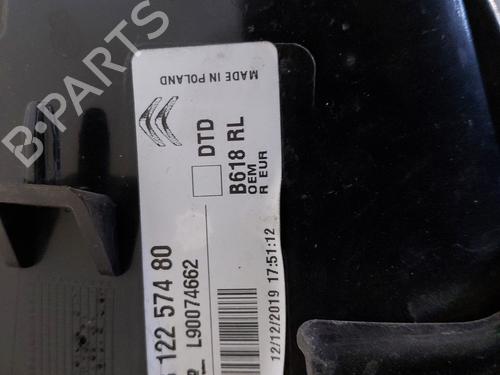 MADE IN POLAND
DTD
B618 RL
OEM
R EUR
122 574 80
L90074662
12/12/2019 17:51:12
B-PARTS